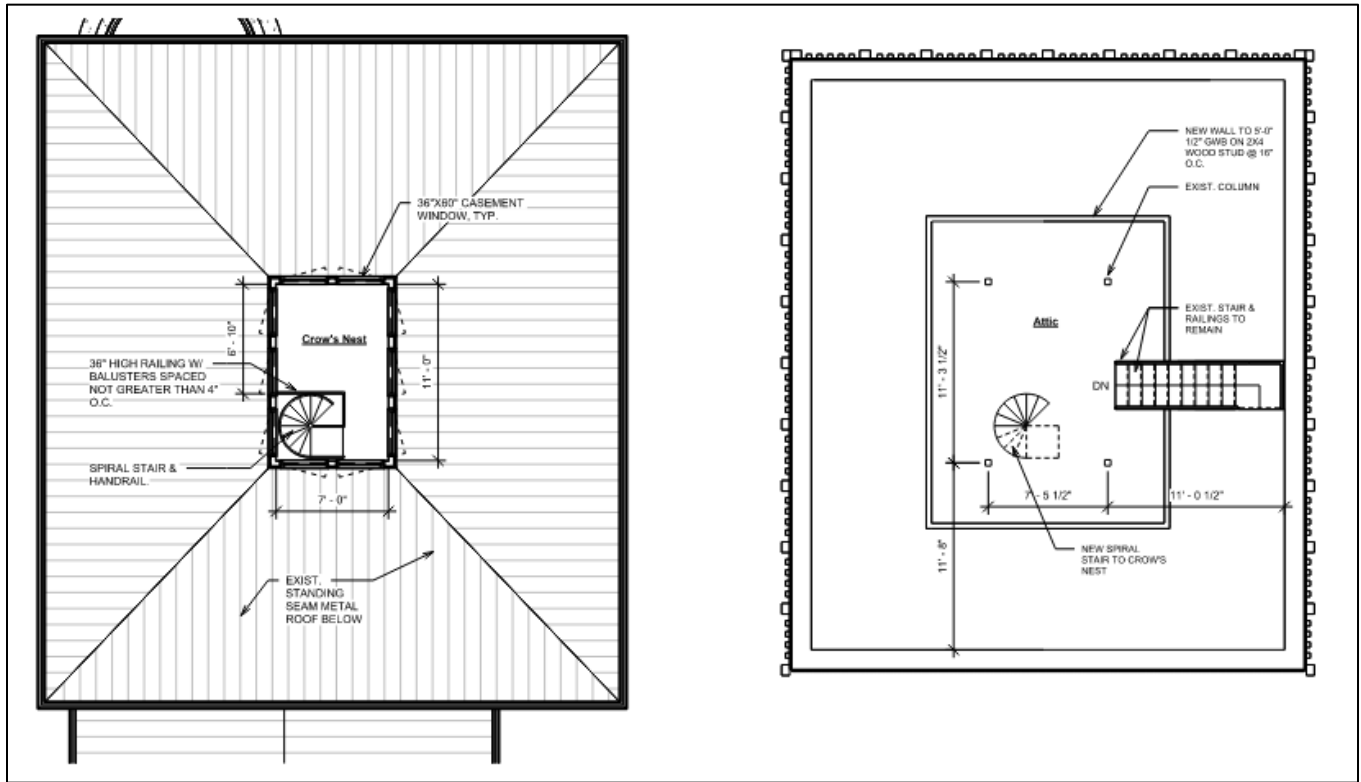 36"X60" CASEMENT
WINDOW, TYP.
6' - 10"
Crow's Nest
11' - 0"
36" HIGH RAILING W/
BALUSTERS SPACED
NOT GREATER THAN 4"
O.C.
SPIRAL STAIR &
HANDRAIL.
7' - 0"
EXIST.
STANDING
SEAM METAL
ROOF BELOW
NEW WALL TO 5'-0"
1/2" GWB ON 2X4
WOOD STUD @ 16"
O.C.
EXIST. COLUMN
Attic
EXIST. STAIR &
RAILINGS TO
REMAIN
11' - 3 1/2"
DN
7' - 5 1/2"
11' - 0 1/2"
11' - 8"
NEW SPIRAL
STAIR TO CROW'S
NEST